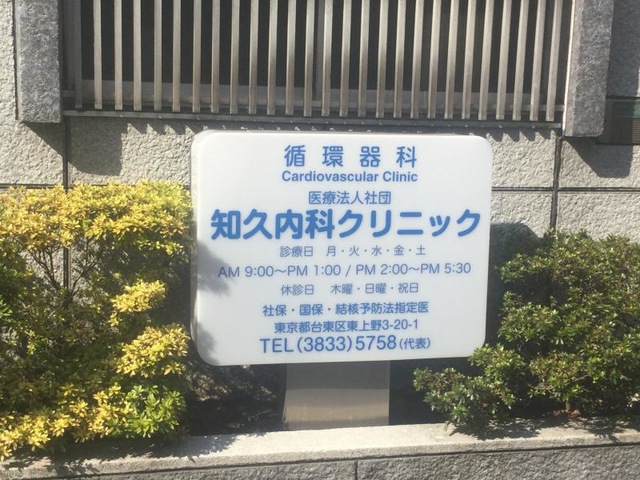 循環器科
Cardiovascular Clinic
医療法人社団
知久内科クリニック
診療日 月・火・水・金・土
AM 9:00〜PM 1:00 / PM 2:00〜PM 5:30
休診日 木曜・日曜・祝日
社保・国保・結核予防法指定医
東京都台東区東上野3-20-1
TEL(3833)5758(代表)